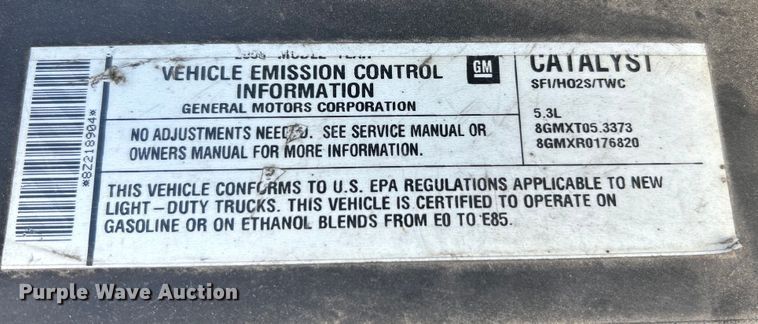 MODEL YEAR
VEHICLE EMISSION CONTROL
INFORMATION
GENERAL MOTORS CORPORATION
GM
CATALYST
SFI/HO2S/TWC
NO ADJUSTMENTS NEEDED. SEE SERVICE MANUAL OR
OWNERS MANUAL FOR MORE INFORMATION.
5.3L
8GMXT05.3373
8GMXR0176820
THIS VEHICLE CONFORMS TO U.S. EPA REGULATIONS APPLICABLE TO NEW
LIGHT-DUTY TRUCKS. THIS VEHICLE IS CERTIFIED TO OPERATE ON
GASOLINE OR ON ETHANOL BLENDS FROM E0 TO E85.
*8Z218904*
Purple Wave Auction